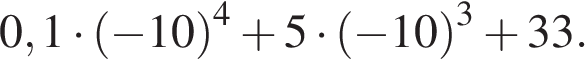 0,1 · (−10)⁴ + 5 · (−10)³ + 33.